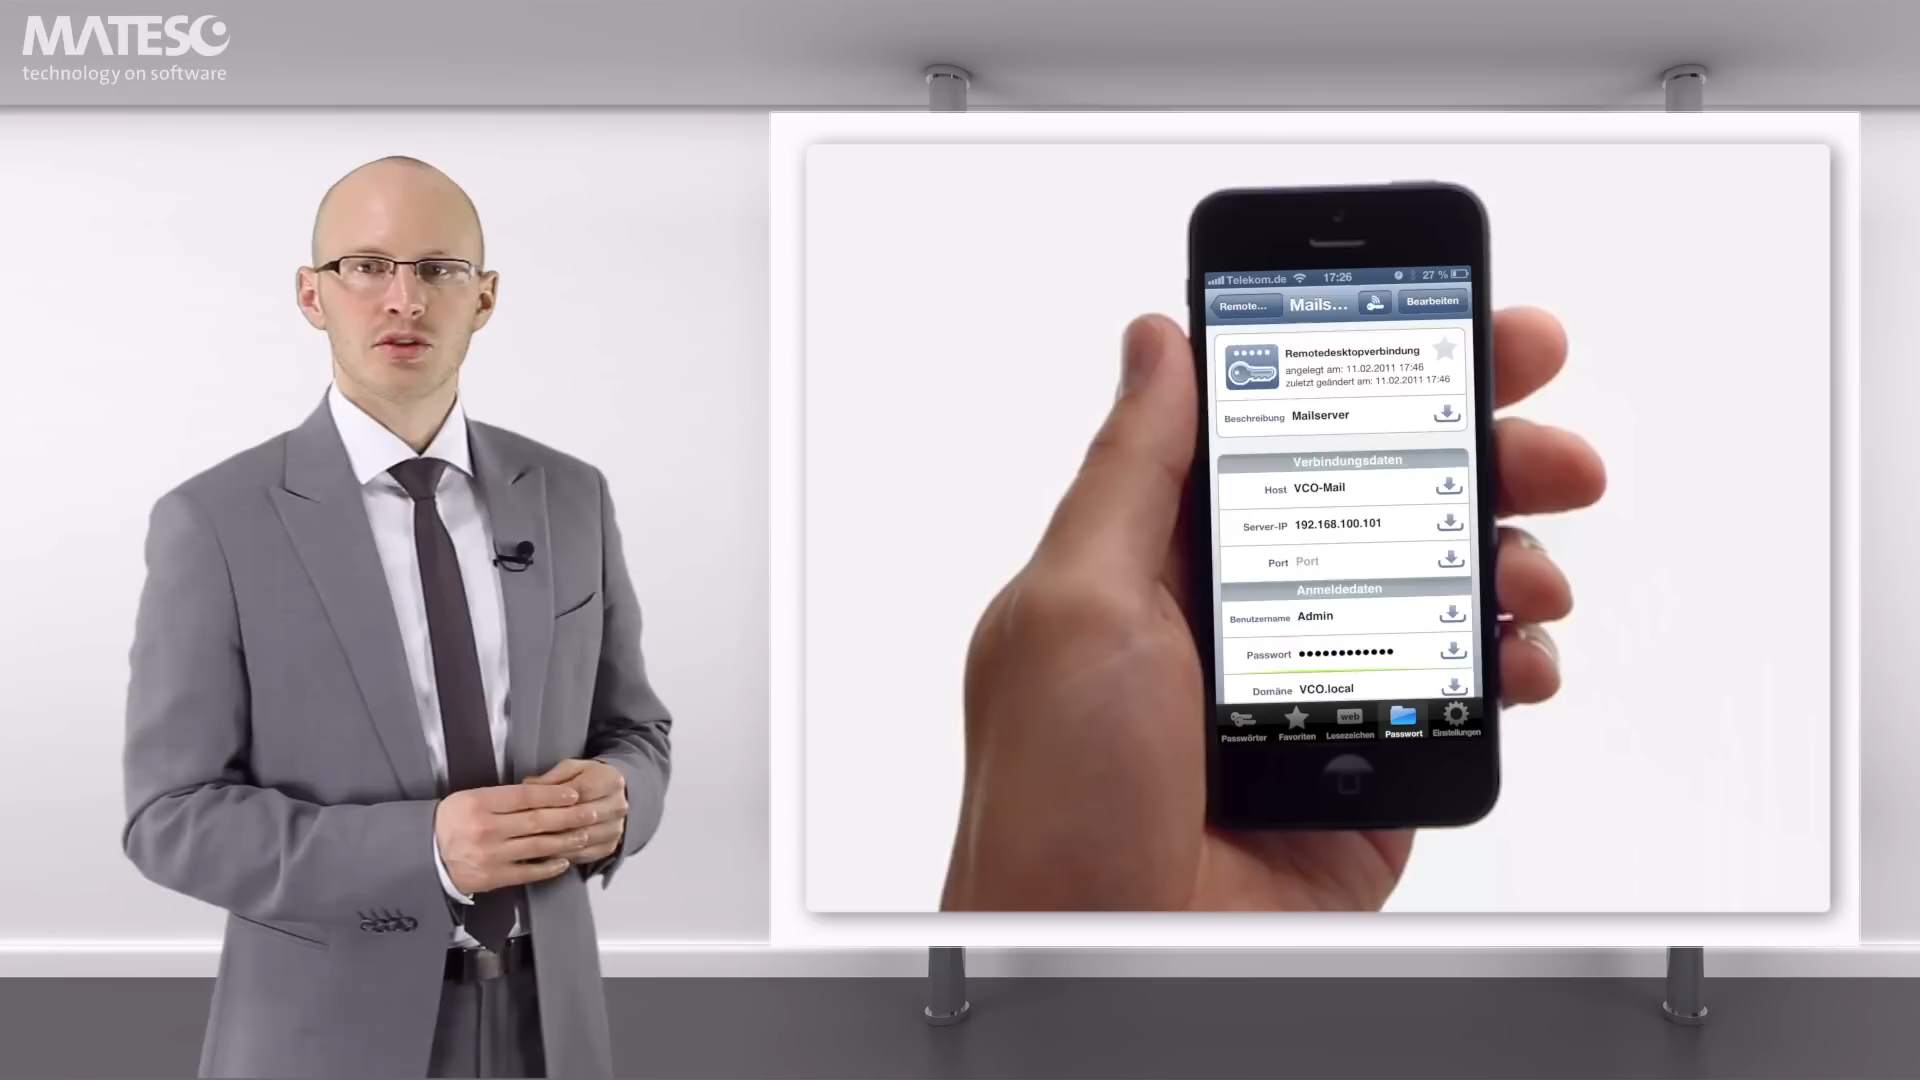 MATESO
technology on software
Telekom.de 17:26 27 %
Remote... Mails... Bearbeiten
Remotedesktopverbindung
angelegt am: 11.02.2011 17:46
zuletzt geändert am: 11.02.2011 17:46
Beschreibung Mailserver
Verbindungsdaten
Host VCO-Mail
Server-IP 192.168.100.101
Port Port
Anmeldedaten
Benutzername Admin
Passwort ••••••••••••
Domäne VCO.local
web
Passwörter Favoriten Lesezeichen Passwort Einstellungen